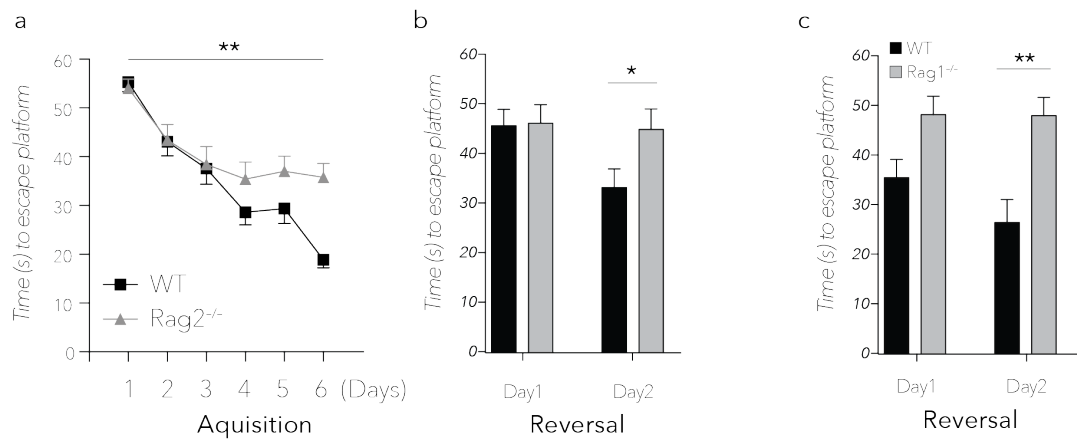 a
**
60
50
40
30
20
10
0
Time (s) to escape platform
WT
Rag2-/-
1 2 3 4 5 6 (Days)
Aquisition
b
*
60
50
40
30
20
10
0
Time (s) to escape platform
Day1 Day2
Reversal
c
WT
Rag1-/-
**
60
50
40
30
20
10
0
Time (s) to escape platform
Day1 Day2
Reversal